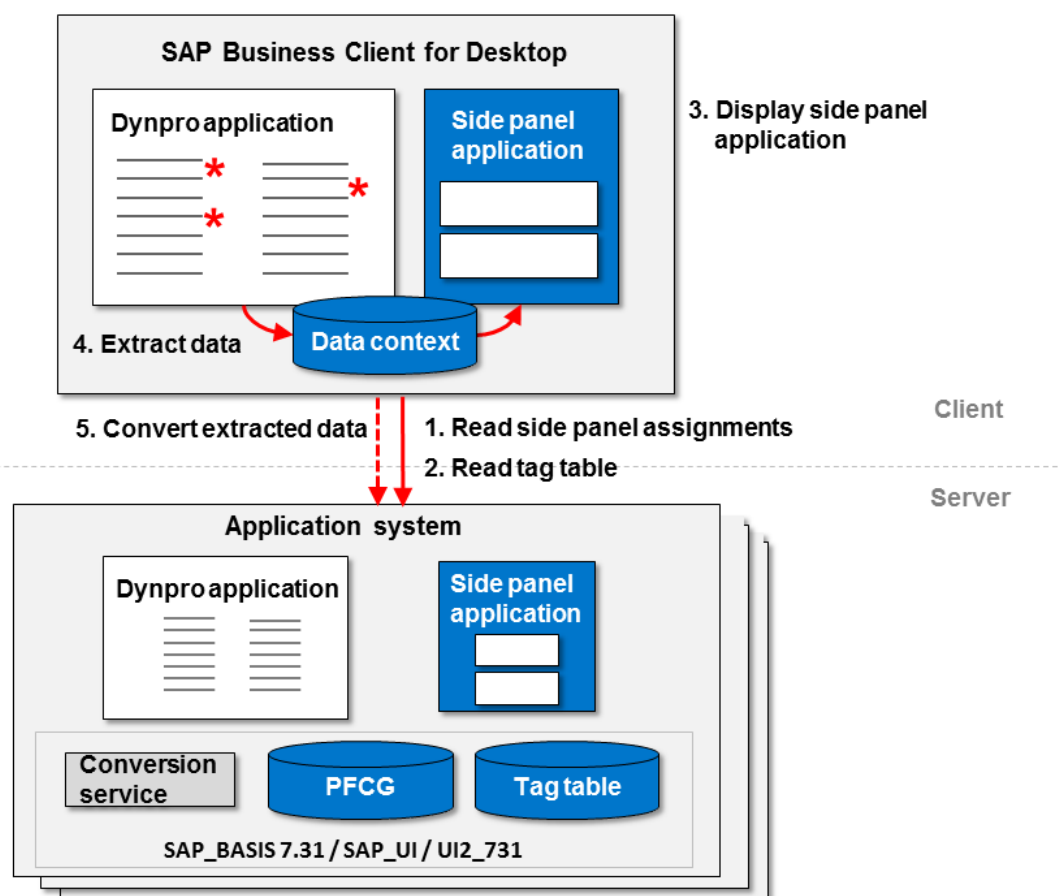 SAP Business Client for Desktop
Dynpro application
Side panel
application
3. Display side panel
application
4. Extract data
Data context
5. Convert extracted data
1. Read side panel assignments
2. Read tag table
Client
Server
Application system
Dynpro application
Side panel
application
Conversion
service
PFCG
Tag table
SAP_BASIS 7.31 / SAP_UI / UI2_731